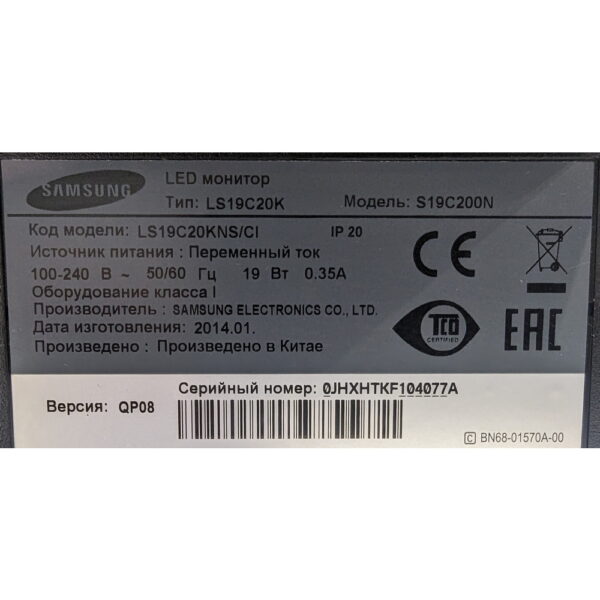 SAMSUNG
LED монитор
Тип: LS19C20K Модель: S19C200N
Код модели: LS19C20KNS/CI IP 20
Источник питания : Переменный ток
100-240 В ~ 50/60 Гц 19 Вт 0.35А
Оборудование класса I
Производитель : SAMSUNG ELECTRONICS CO., LTD.
Дата изготовления: 2014.01.
Произведено : Произведено в Китае
CE
TCO
CERTIFIED
EAC
Серийный номер: 0JHXHTKF104077A
Версия: QP08
C BN68-01570A-00